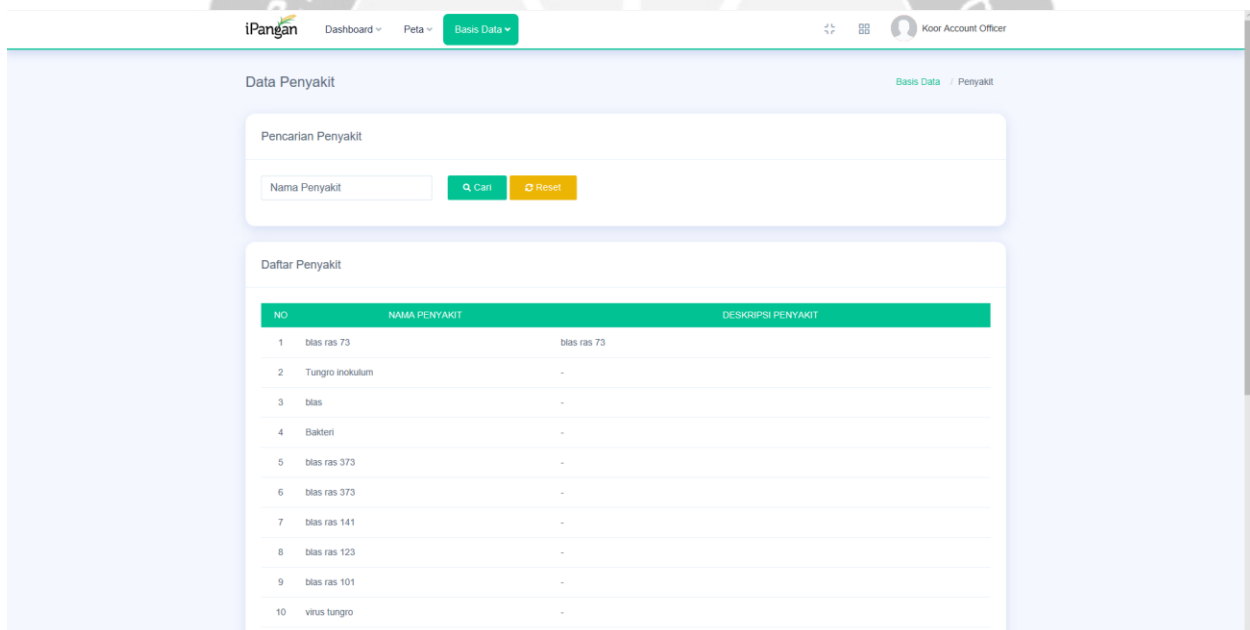 iPangan Dashboard Peta Basis Data Koor Account Officer
Data Penyakit Basis Data / Penyakit
Pencarian Penyakit
Nama Penyakit Cari Reset
Daftar Penyakit
NO NAMA PENYAKIT DESKRIPSI PENYAKIT
1 blas ras 73 blas ras 73
2 Tungro inokulum -
3 blas -
4 Bakteri -
5 blas ras 373 -
6 blas ras 373 -
7 blas ras 141 -
8 blas ras 123 -
9 blas ras 101 -
10 virus tungro -